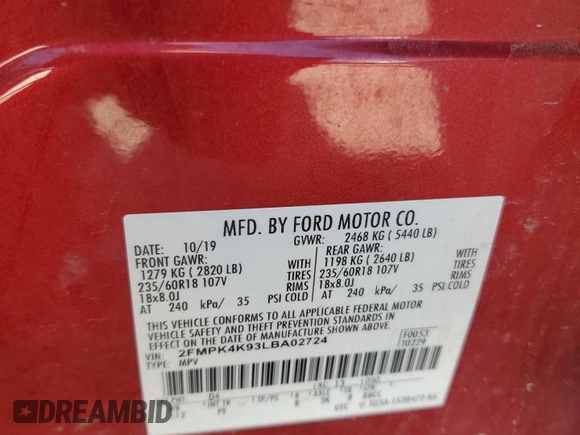 MFD. BY FORD MOTOR CO.
DATE: 10/19
GVWR: 2468 KG ( 5440 LB)
FRONT GAWR:
1279 KG ( 2820 LB)
235/60R18 107V
18x8.0J
AT 240 kPa/ 35
WITH
TIRES
RIMS
PSI COLD
REAR GAWR:
1198 KG ( 2640 LB)
235/60R18 107V
18x8.0J
AT 240 kPa/ 35
WITH
TIRES
RIMS
PSI COLD
THIS VEHICLE CONFORMS TO ALL APPLICABLE FEDERAL MOTOR
VEHICLE SAFETY AND THEFT PREVENTION STANDARDS IN
EFFECT ON THE DATE OF MANUFACTURE SHOWN ABOVE.
VIN: 2FMPK4K93LBA02724
TYPE: MPV
F0053
T0229
DREAMBID
dreambid.com